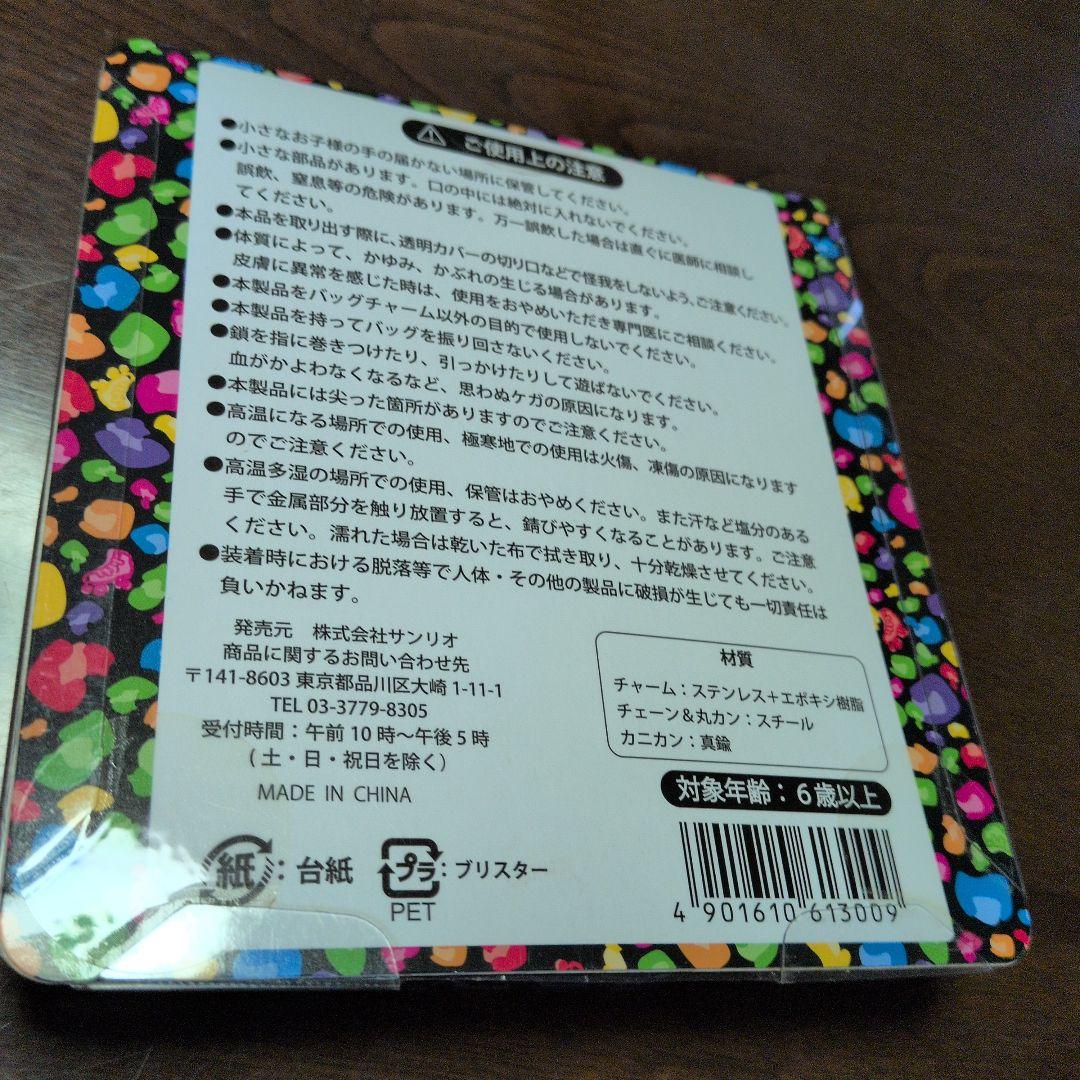 ご使用上の注意
●小さなお子様の手の届かない場所に保管してください。
●小さな部品があります。口の中には絶対に入れないでください。
誤飲、窒息等の危険があります。万一誤飲した場合は直ぐに医師に相談し
てください。
●本品を取り出す際に、透明カバーの切り口などで怪我をしないよう、ご注意ください。
●体質によって、かゆみ、かぶれの生じる場合があります。
皮膚に異常を感じた時は、使用をおやめいただき専門医にご相談ください。
●本製品をバッグチャーム以外の目的で使用しないでください。
●本製品を持ってバッグを振り回さないください。
●鎖を指に巻きつけたり、引っかけたりして遊ばないでください。
血がかよわなくなるなど、思わぬケガの原因になります。
●本製品には尖った箇所がありますのでご注意ください。
●高温になる場所での使用、極寒地での使用は火傷、凍傷の原因になります
のでご注意ください。
●高温多湿の場所での使用、保管はおやめください。また汗など塩分のある
手で金属部分を触り放置すると、錆びやすくなることがあります。ご注意
ください。濡れた場合は乾いた布で拭き取り、十分乾燥させてください。
●装着時における脱落等で人体・その他の製品に破損が生じても一切責任は
負いかねます。
発売元 株式会社サンリオ
商品に関するお問い合わせ先
〒141-8603 東京都品川区大崎 1-11-1
TEL 03-3779-8305
受付時間：午前 10 時～午後 5 時
(土・日・祝日を除く)
MADE IN CHINA
材質
チャーム：ステンレス＋エポキシ樹脂
チェーン＆丸カン：スチール
カニカン：真鍮
対象年齢：6歳以上
紙：台紙
プラ：ブリスター
PET
4 901610 613009